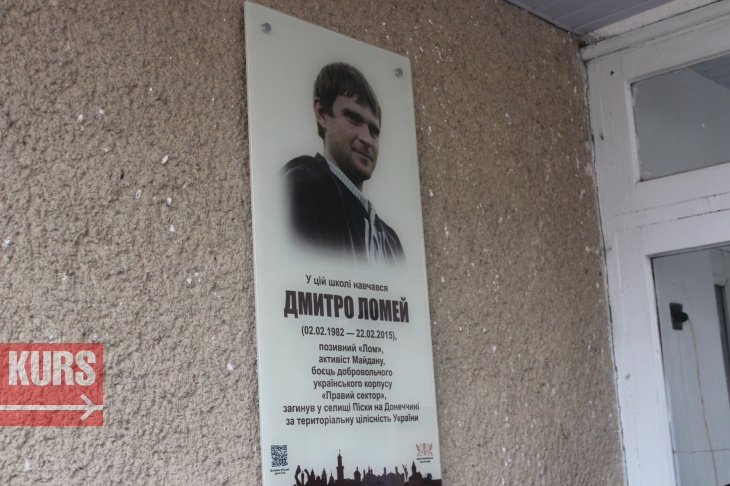 У цій школі навчався
ДМИТРО ЛОМЕЙ
(02.02.1982 — 22.02.2015),
позивний «Лом»,
активіст Майдану,
боєць добровольчого
українського корпусу
«Правий сектор»,
загинув у селищі Піски на Донеччині
за територіальну цілісність України
KURS